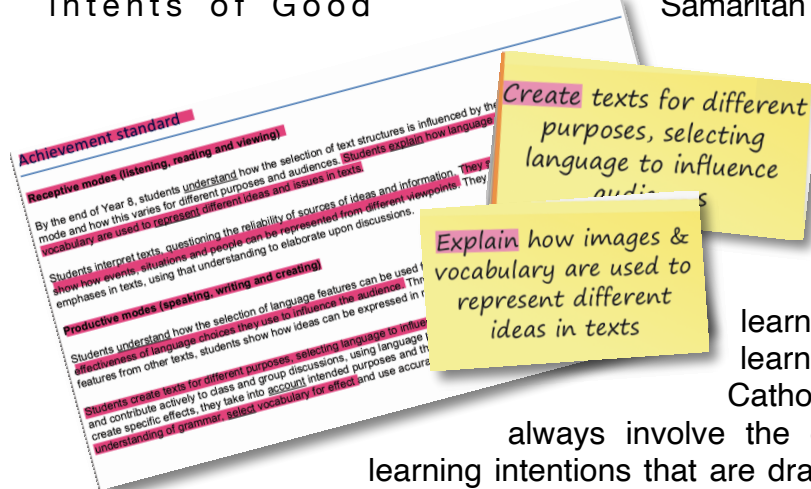 intents of Good
Samaritan
Achievement standard
Receptive modes (listening, reading and viewing)
By the end of Year 8, students understand how the selection of text structures is influenced by the
mode and how this varies for different purposes and audiences. Students explain how language
vocabulary are used to represent different ideas and issues in texts.
Students interpret texts, questioning the reliability of sources of ideas and information. They
show how events, situations and people can be represented from different viewpoints. They
emphases in texts, using that understanding to elaborate upon discussions.
Productive modes (speaking, writing and creating)
Students understand how the selection of language features can be used
effectiveness of language choices they use to influence the audience.
features from other texts, students show how ideas can be expressed in
Students create texts for different purposes, selecting language to
and contribute actively to class and group discussions, using language
create specific effects, they take into account intended purposes and
understanding of grammar, select vocabulary for effect and use
Create texts for different
purposes, selecting
language to influence
Explain how images &
vocabulary are used to
represent different
ideas in texts
always involve the
learning intentions that are